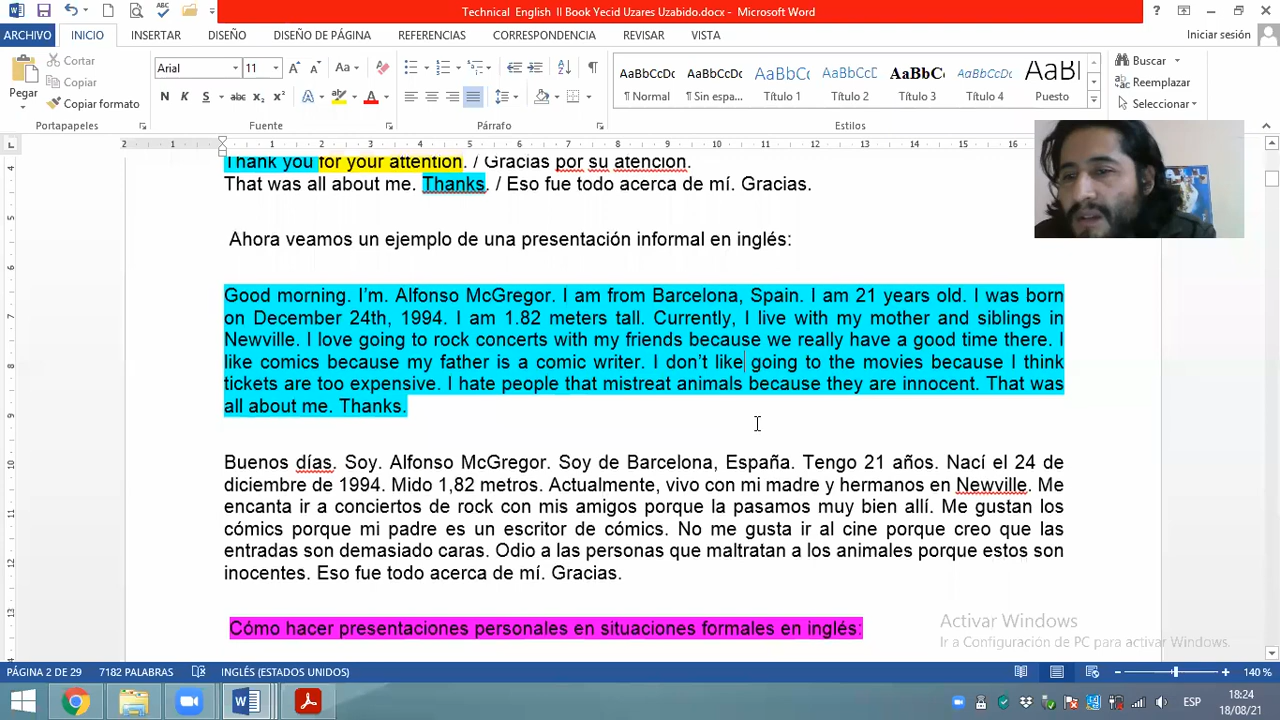 Technical English II Book Yecid Uzares Uzabido.docx - Microsoft Word
ARCHIVO INICIO INSERTAR DISEÑO DISEÑO DE PÁGINA REFERENCIAS CORRESPONDENCIA REVISAR VISTA Iniciar sesión
Pegar
Cortar
Copiar
Copiar formato
Portapapeles
Arial 11
Fuente
Párrafo
AaBbCcDc AaBbCcDc AaBbCcD AaBbCcD AaBbCc AaBbCcDc AaBl
¶ Normal ¶ Sin espa... Título 1 Título 2 Título 3 Título 4 Puesto
Estilos
Buscar
Reemplazar
Seleccionar
Thank you for your attention. / Gracias por su atención.
That was all about me. Thanks. / Eso fue todo acerca de mí. Gracias.
Ahora veamos un ejemplo de una presentación informal en inglés:
Good morning. I’m. Alfonso McGregor. I am from Barcelona, Spain. I am 21 years old. I was born
on December 24th, 1994. I am 1.82 meters tall. Currently, I live with my mother and siblings in
Newville. I love going to rock concerts with my friends because we really have a good time there. I
like comics because my father is a comic writer. I don’t like going to the movies because I think
tickets are too expensive. I hate people that mistreat animals because they are innocent. That was
all about me. Thanks.
Buenos días. Soy. Alfonso McGregor. Soy de Barcelona, España. Tengo 21 años. Nací el 24 de
diciembre de 1994. Mido 1,82 metros. Actualmente, vivo con mi madre y hermanos en Newville. Me
encanta ir a conciertos de rock con mis amigos porque la pasamos muy bien allí. Me gustan los
cómics porque mi padre es un escritor de cómics. No me gusta ir al cine porque creo que las
entradas son demasiado caras. Odio a las personas que maltratan a los animales porque estos son
inocentes. Eso fue todo acerca de mí. Gracias.
Cómo hacer presentaciones personales en situaciones formales en inglés:
Activar Windows
Ir a Configuración de PC para activar Windows.
PÁGINA 2 DE 29 7182 PALABRAS INGLÉS (ESTADOS UNIDOS) 140 %
ESP
18:24
18/08/21